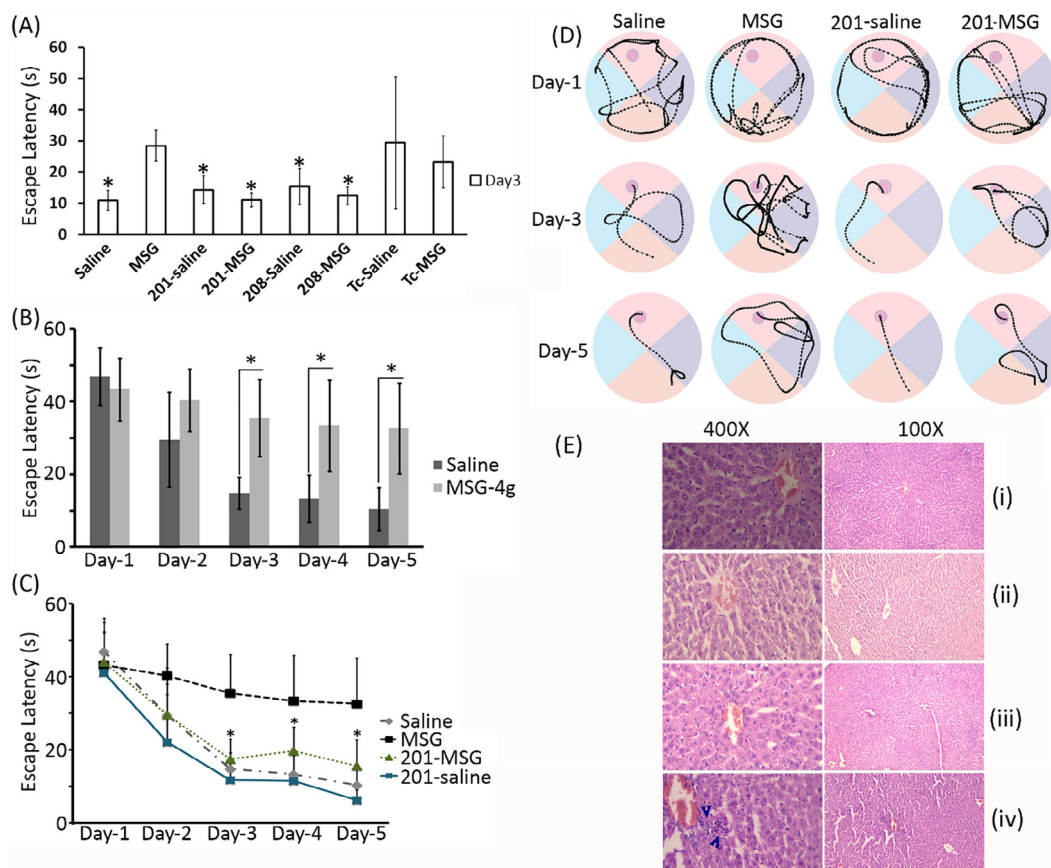 (A)
60
50
40
30
20
10
0
Escape Latency (s)
* * * * * 
Day3
Saline
MSG
201-Saline
201-MSG
208-Saline
208-MSG
Tc-Saline
Tc-MSG
(B)
60
40
20
0
Escape Latency (s)
* * *
Saline
MSG-4g
Day-1 Day-2 Day-3 Day-4 Day-5
(C)
60
40
20
0
Escape Latency (s)
* * *
Saline
MSG
201-MSG
201-saline
Day-1 Day-2 Day-3 Day-4 Day-5
(D)
Saline MSG 201-saline 201-MSG
Day-1
Day-3
Day-5
(E)
400X 100X
(i)
(ii)
(iii)
(iv)